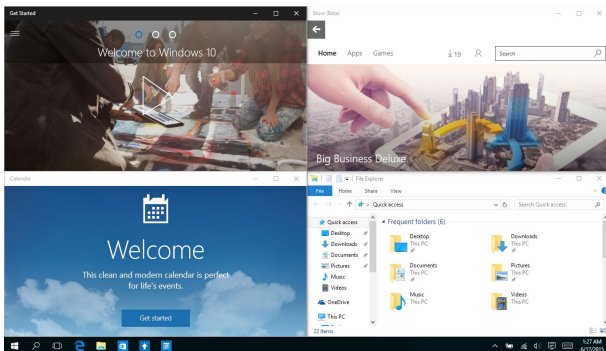 Get Started
Welcome to Windows 10
Store (Beta)
Home Apps Games
19
Search
Big Business Deluxe
Calendar
Welcome
This clean and modern calendar is perfect
for life's events.
Get started
File Explorer
File Home Share View
Quick access
Search Quick access
Quick access
Desktop
Downloads
Documents
Pictures
Music
Videos
OneDrive
This PC
22 items
Frequent folders (6)
Desktop
This PC
Downloads
This PC
Documents
This PC
Pictures
This PC
Music
This PC
Videos
This PC
1:27 AM
6/17/2015